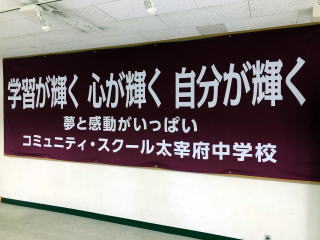 学習が輝く 心が輝く 自分が輝く
夢と感動がいっぱい
コミュニティ・スクール太宰府中学校